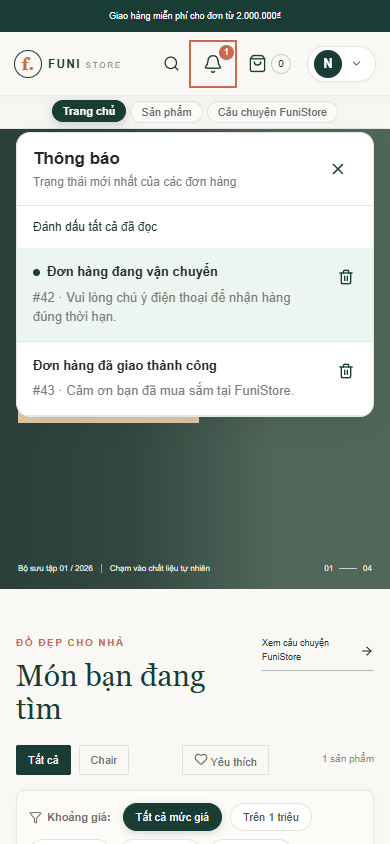 Giao hàng miễn phí cho đơn từ 2.000.000₫
f. FUNI STORE
1
0
N
Trang chủ
Sản phẩm
Câu chuyện FuniStore
Thông báo
Trạng thái mới nhất của các đơn hàng
Đánh dấu tất cả đã đọc
Đơn hàng đang vận chuyển
#42 · Vui lòng chú ý điện thoại để nhận hàng
đúng thời hạn.
Đơn hàng đã giao thành công
#43 · Cảm ơn bạn đã mua sắm tại FuniStore.
Bộ sưu tập 01 / 2026 | Chạm vào chất liệu tự nhiên
01 — 04
ĐỒ ĐẸP CHO NHÀ
Xem câu chuyện
FuniStore
Món bạn đang
tìm
Tất cả
Chair
Yêu thích
1 sản phẩm
Khoảng giá:
Tất cả mức giá
Trên 1 triệu